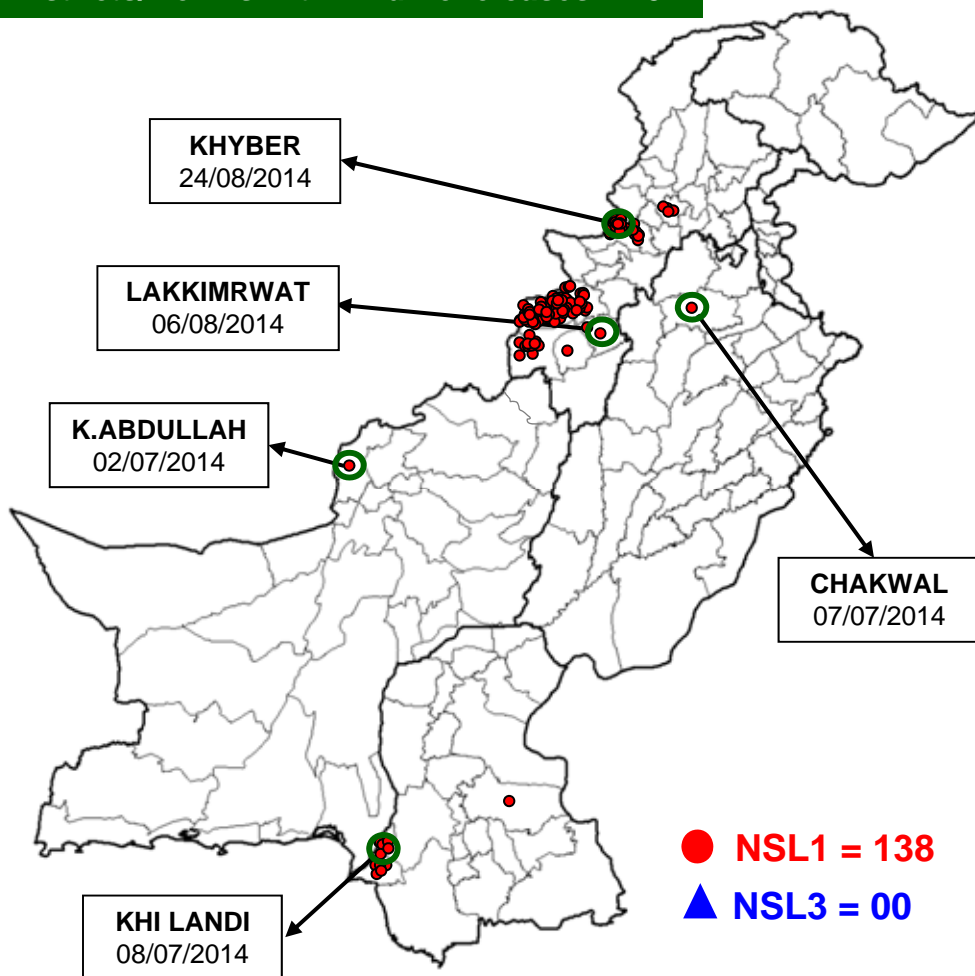 KHYBER
24/08/2014
LAKKIMRWAT
06/08/2014
K.ABDULLAH
02/07/2014
CHAKWAL
07/07/2014
NSL1 = 138
NSL3 = 00
KHI LANDI
08/07/2014